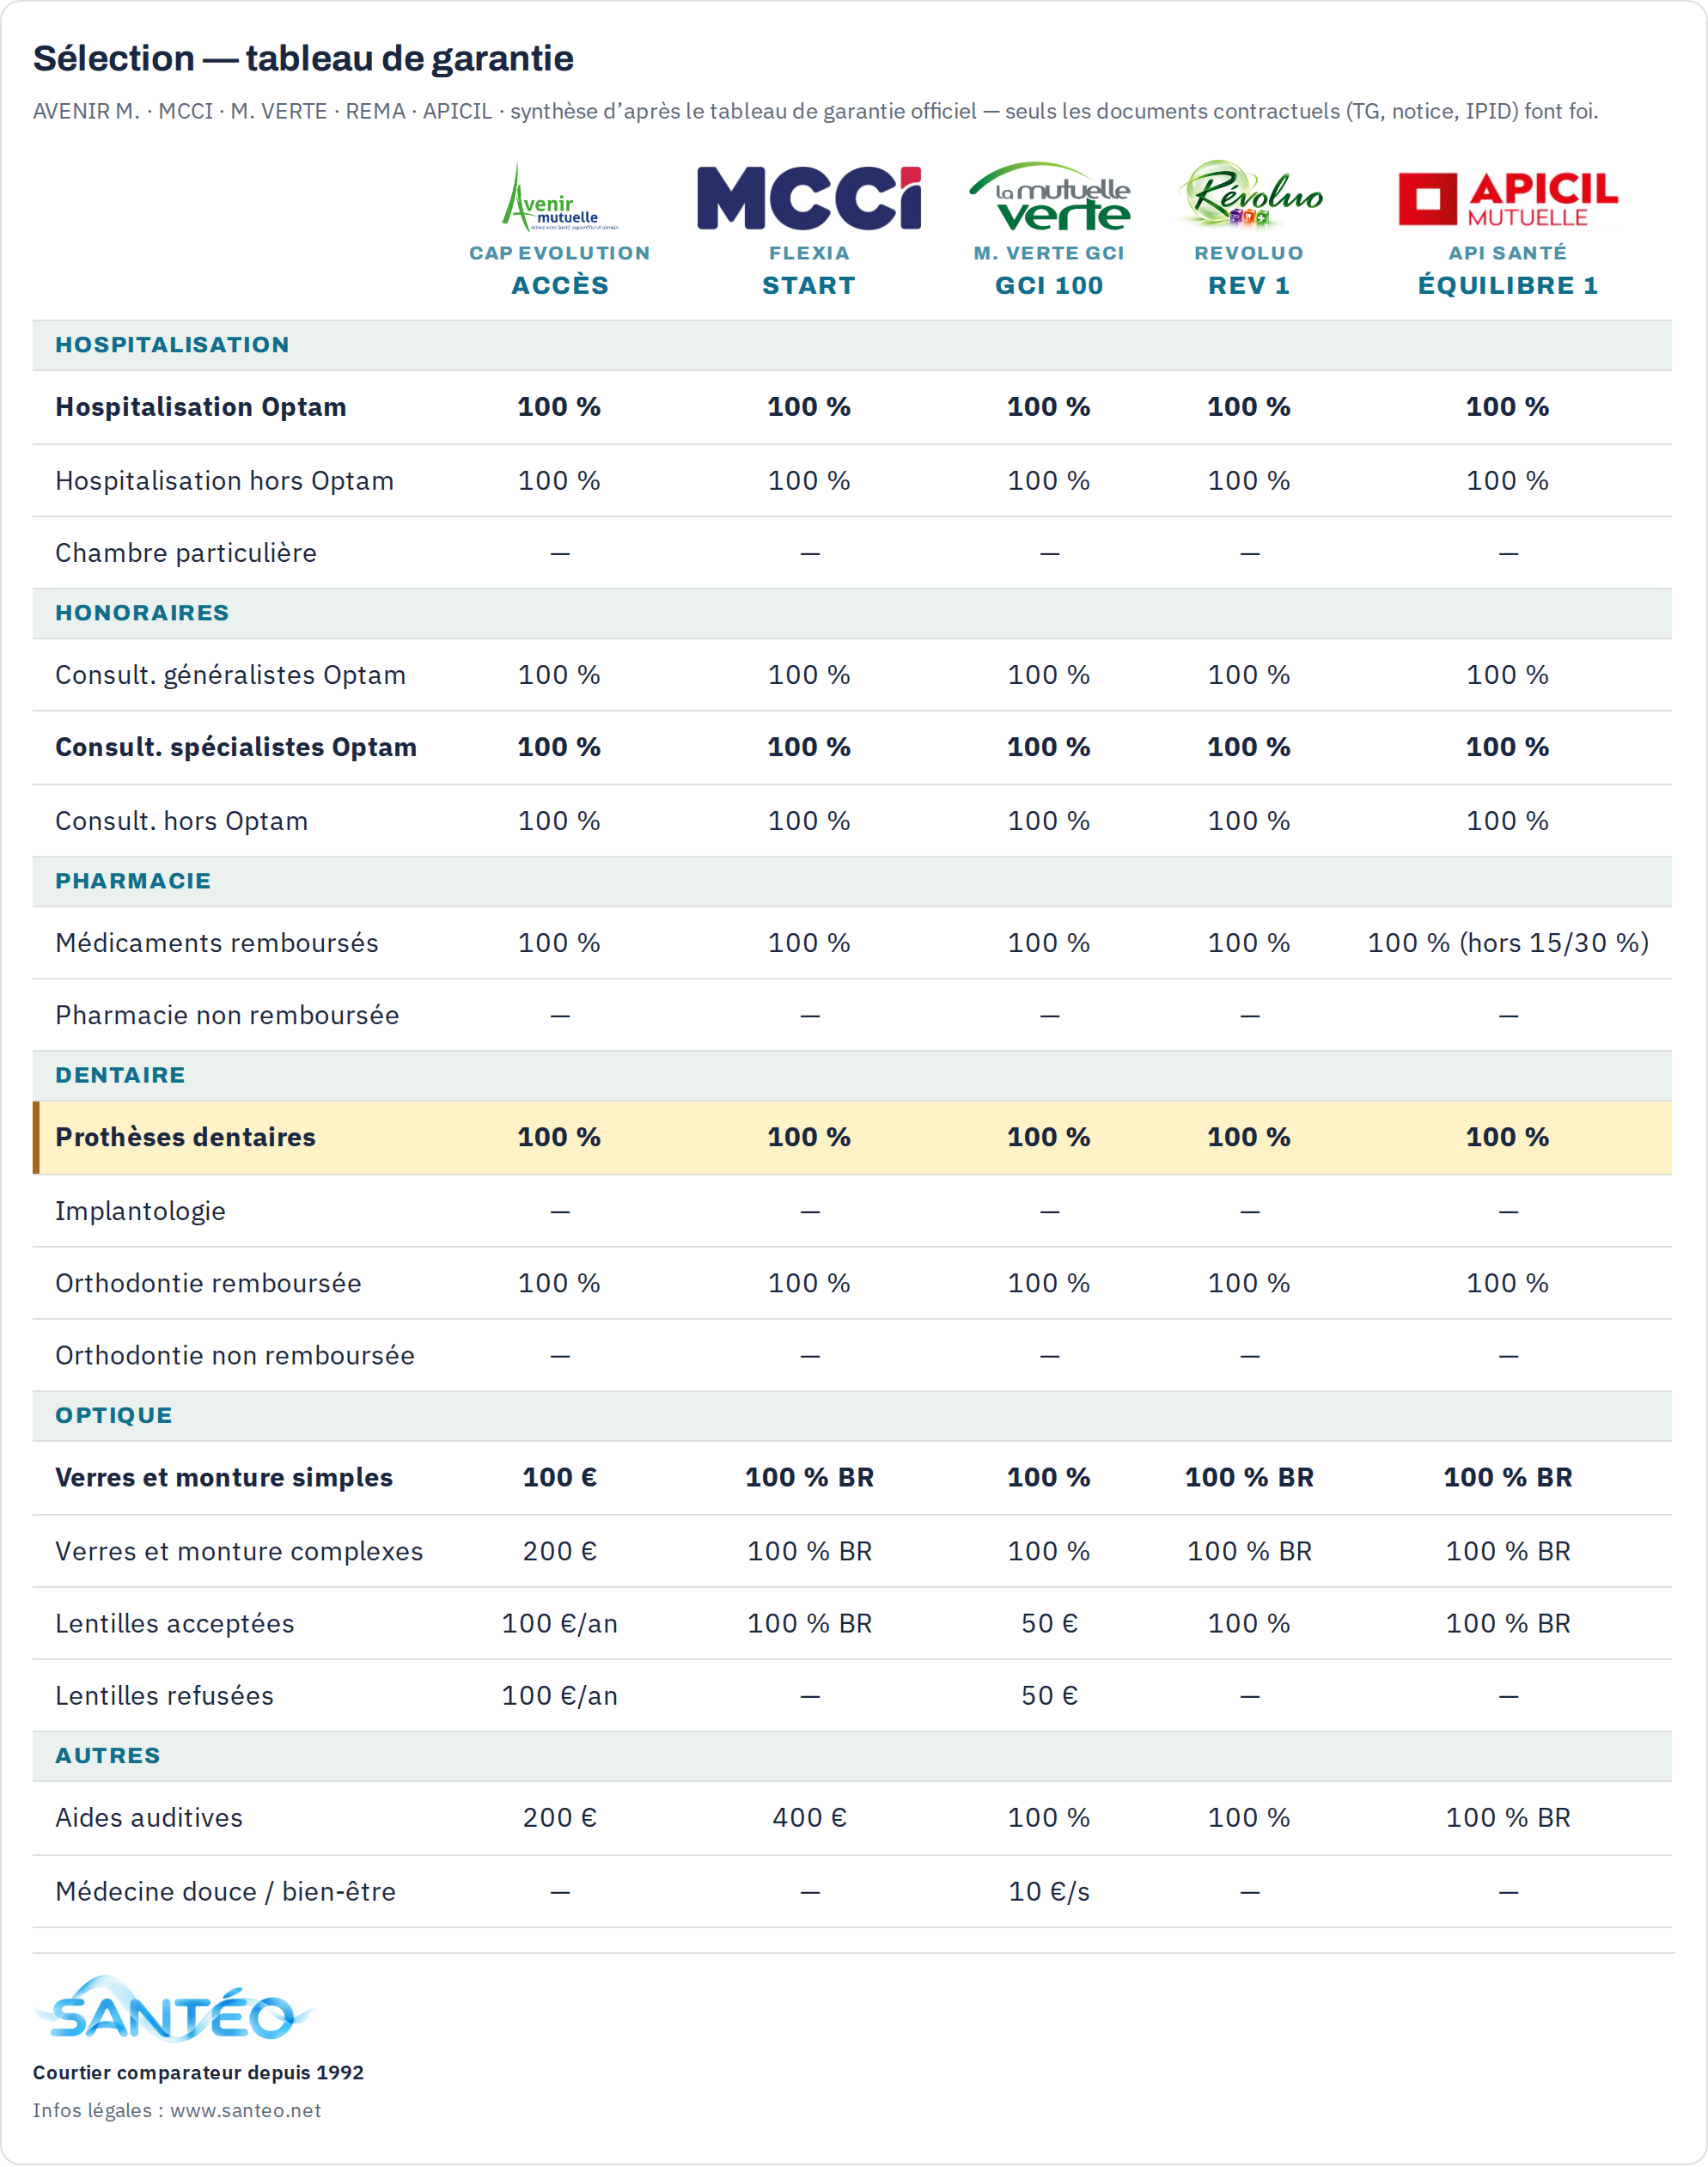 Sélection — tableau de garantie
AVENIR M. · MCCI · M. VERTE · REMA · APICIL · synthèse d’après le tableau de garantie officiel — seuls les documents contractuels (TG, notice, IPID) font foi.
Avenir mutuelle Activez votre Santé, aujourd'hui et demain MCCi la mutuelle verte Révoluo APICIL MUTUELLE
CAP EVOLUTION FLEXIA M. VERTE GCI REVOLUO API SANTÉ
ACCÈS START GCI 100 REV 1 ÉQUILIBRE 1
HOSPITALISATION
Hospitalisation Optam 100 % 100 % 100 % 100 % 100 %
Hospitalisation hors Optam 100 % 100 % 100 % 100 % 100 %
Chambre particulière — — — — —
HONORAIRES
Consult. généralistes Optam 100 % 100 % 100 % 100 % 100 %
Consult. spécialistes Optam 100 % 100 % 100 % 100 % 100 %
Consult. hors Optam 100 % 100 % 100 % 100 % 100 %
PHARMACIE
Médicaments remboursés 100 % 100 % 100 % 100 % 100 % (hors 15/30 %)
Pharmacie non remboursée — — — — —
DENTAIRE
Prothèses dentaires 100 % 100 % 100 % 100 % 100 %
Implantologie — — — — —
Orthodontie remboursée 100 % 100 % 100 % 100 % 100 %
Orthodontie non remboursée — — — — —
OPTIQUE
Verres et monture simples 100 € 100 % BR 100 % 100 % BR 100 % BR
Verres et monture complexes 200 € 100 % BR 100 % 100 % BR 100 % BR
Lentilles acceptées 100 €/an 100 % BR 50 € 100 % 100 % BR
Lentilles refusées 100 €/an — 50 € — —
AUTRES
Aides auditives 200 € 400 € 100 % 100 % 100 % BR
Médecine douce / bien-être — — 10 €/s — —
SANTÉO
Courtier comparateur depuis 1992
Infos légales : www.santeo.net